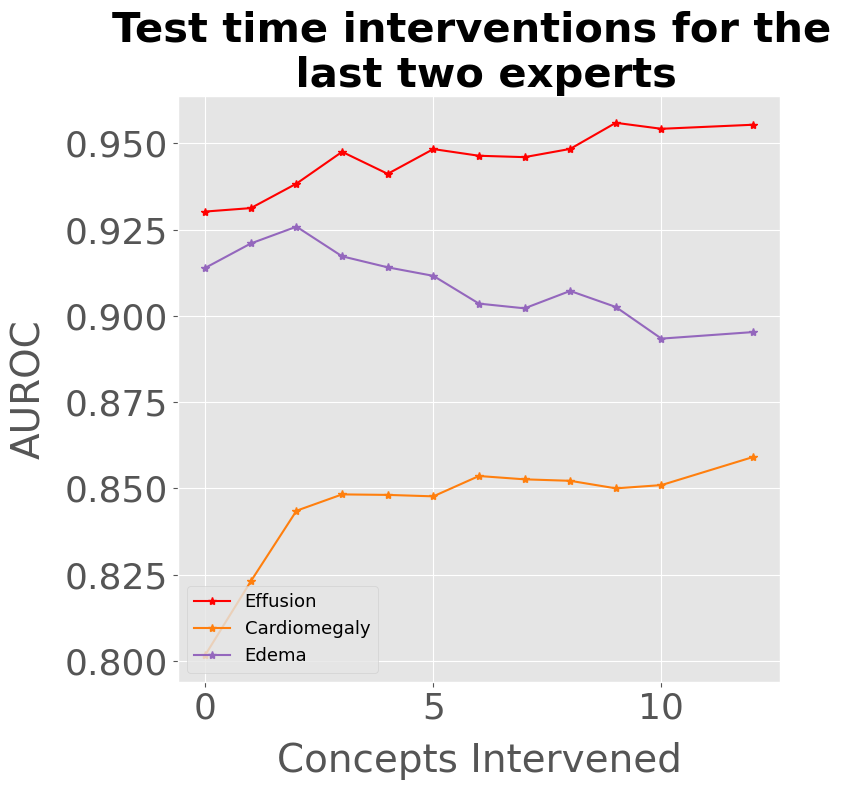 Test time interventions for the
last two experts
0.950
0.925
0.900
0.875
0.850
0.825
0.800
AUROC
Effusion
Cardiomegaly
Edema
0 5 10
Concepts Intervened